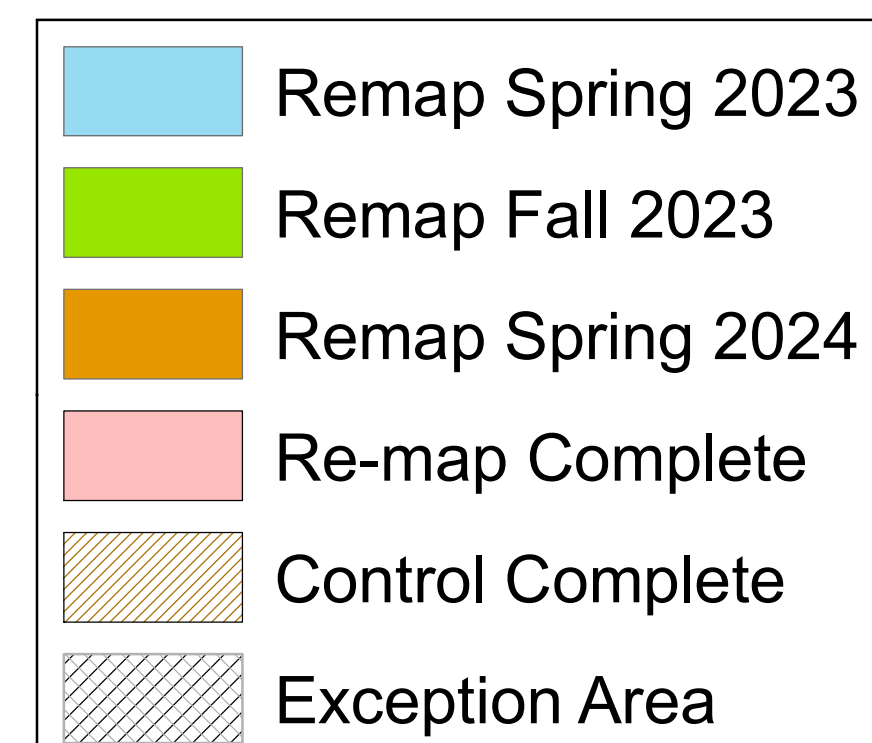 Remap Spring 2023
Remap Fall 2023
Remap Spring 2024
Re-map Complete
Control Complete
Exception Area